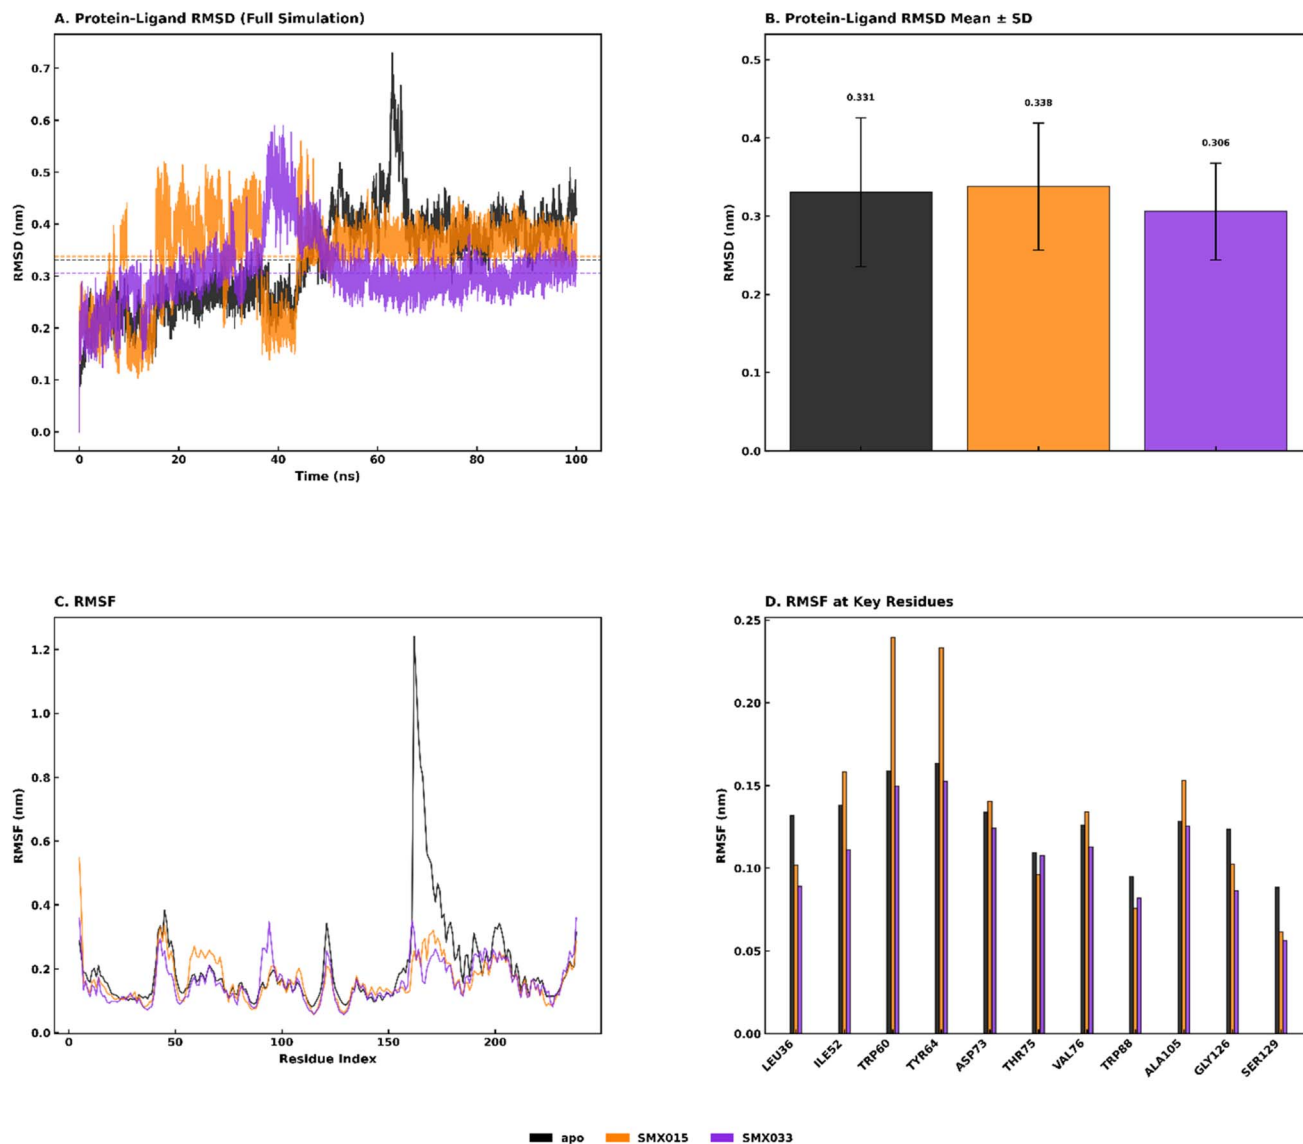 A. Protein-Ligand RMSD (Full Simulation)
0.7
0.6
0.5
0.4
0.3
0.2
0.1
0.0
RMSD (nm)
0 20 40 60 80 100
Time (ns)
B. Protein-Ligand RMSD Mean ± SD
0.5
0.4
0.3
0.2
0.1
0.0
RMSD (nm)
0.331
0.338
0.306
C. RMSF
1.2
1.0
0.8
0.6
0.4
0.2
0.0
RMSF (nm)
0 50 100 150 200
Residue Index
D. RMSF at Key Residues
0.25
0.20
0.15
0.10
0.05
0.00
RMSF (nm)
LEU36
ILE52
TRP60
TYR64
ASP73
THR75
VAL76
TRP88
ALA105
GLY126
SER129
apo SMX015 SMX033